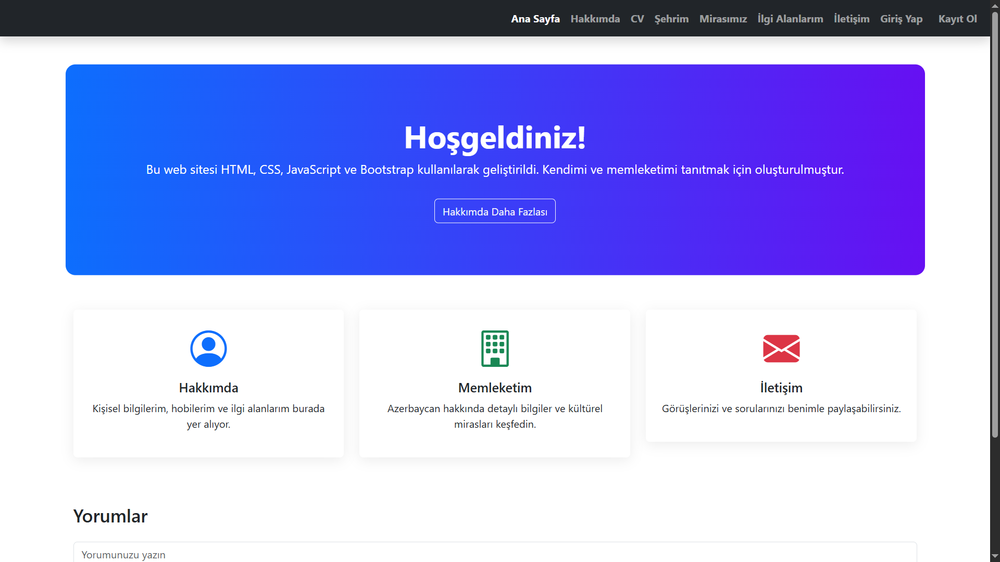 Ana Sayfa Hakkımda CV Şehrim Mirasımız İlgi Alanlarım İletişim Giriş Yap Kayıt Ol
Hoşgeldiniz!
Bu web sitesi HTML, CSS, JavaScript ve Bootstrap kullanılarak geliştirildi. Kendimi ve memleketimi tanıtmak için oluşturulmuştur.
Hakkımda Daha Fazlası
Hakkımda
Kişisel bilgilerim, hobilerim ve ilgi alanlarım burada
yer alıyor.
Memleketim
Azerbaycan hakkında detaylı bilgiler ve kültürel
mirasları keşfedin.
İletişim
Görüşlerinizi ve sorularınızı benimle paylaşabilirsiniz.
Yorumlar
Yorumunuzu yazın